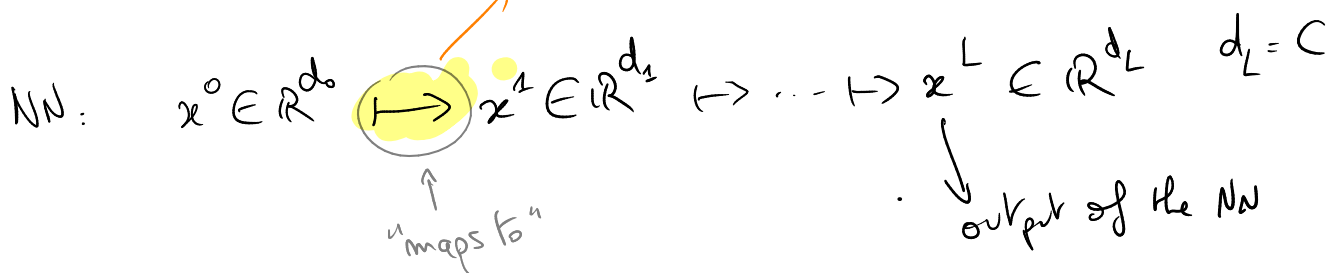 NN: x⁰ ∈ ℝ^{d₀} ↦ x¹ ∈ ℝ^{d₁} ↦ ... ↦ x^L ∈ ℝ^{d_L} d_L = C
"maps to"
output of the NN